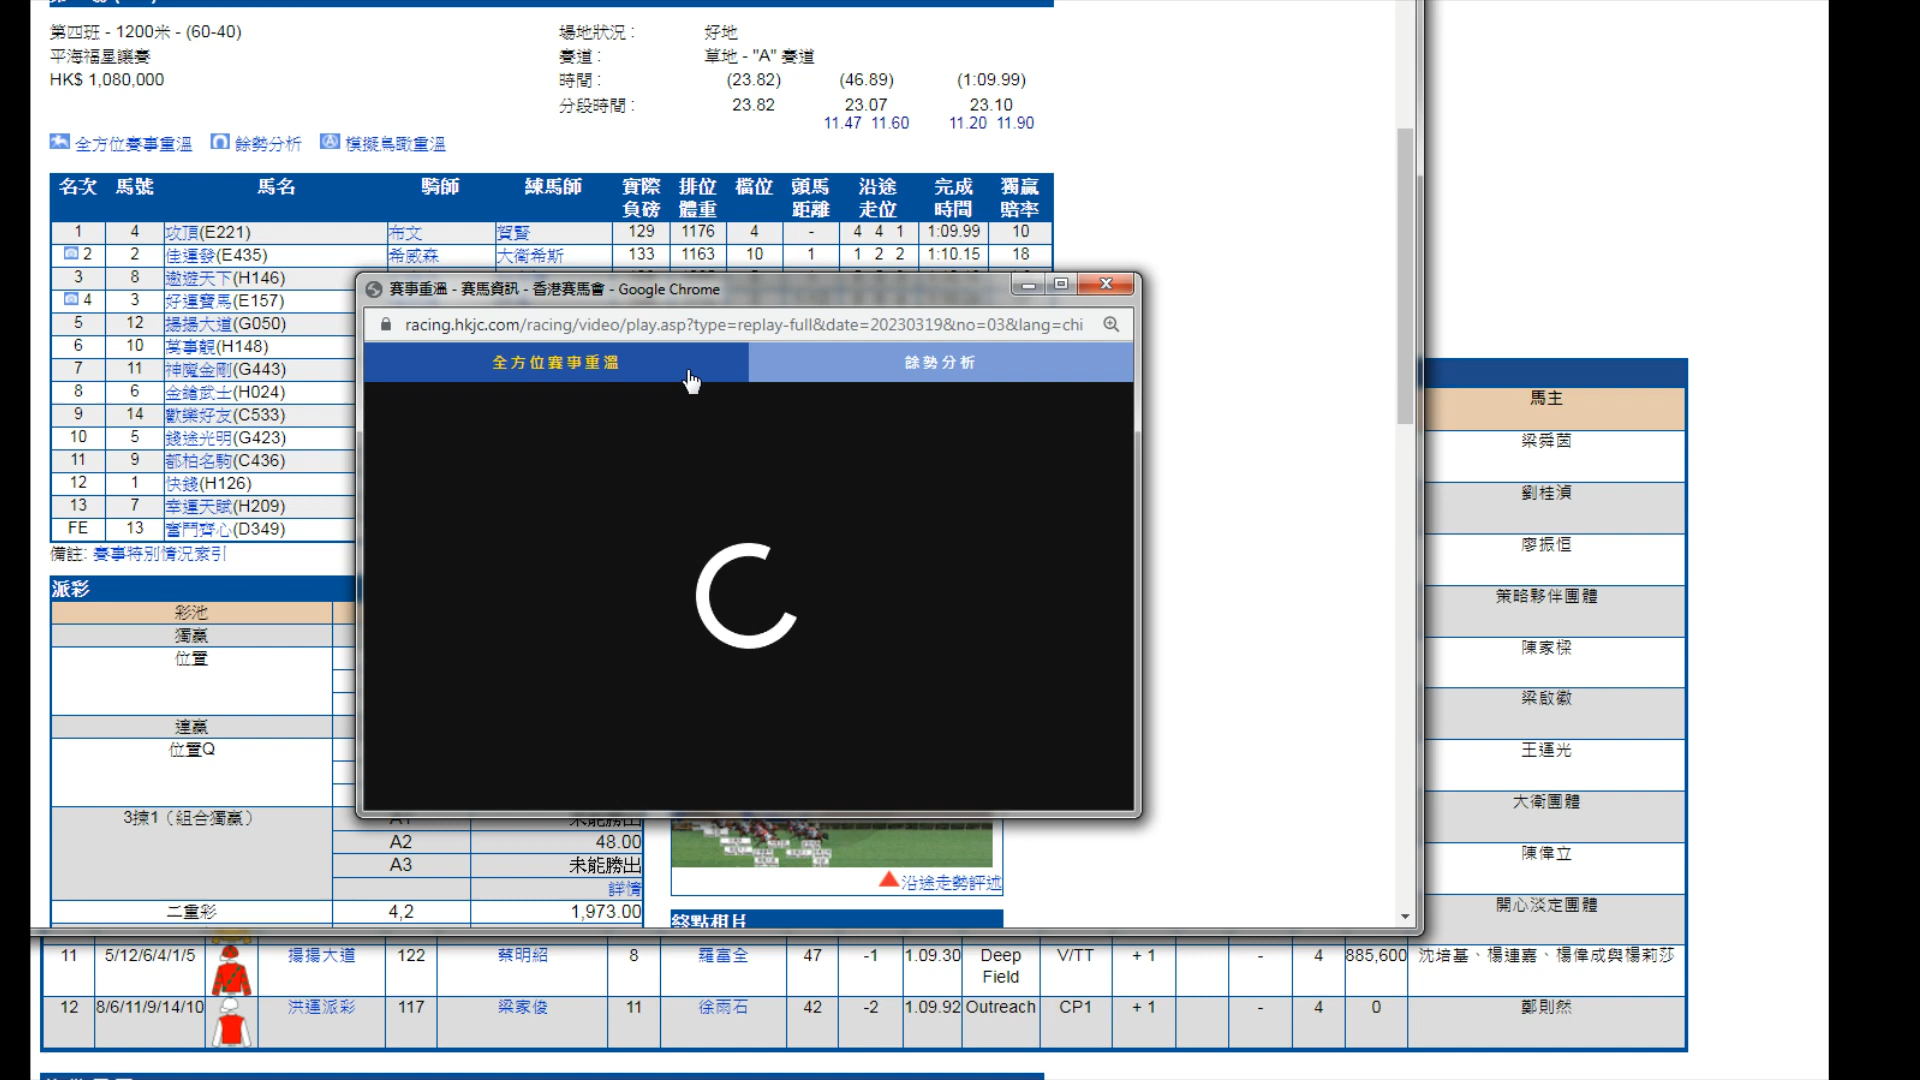 第四班 - 1200米 - (60-40)
場地狀況 : 好地
平海福星讓賽
賽道 : 草地 - "A" 賽道
HK$ 1,080,000
時間 : (23.82) (46.89) (1:09.99)
分段時間 : 23.82 23.07 23.10
11.47 11.60 11.20 11.90
全方位賽事重溫 餘勢分析 模擬鳥瞰重溫
名次 馬號 馬名 騎師 練馬師 實際負磅 排位體重 檔位 頭馬距離 沿途走位 完成時間 獨贏賠率
1 4 攻頂(E221) 布文 賀賢 129 1176 4 - 4 4 1 1:09.99 10
2 2 佳運發(E435) 希威森 大衛希斯 133 1163 10 1 1 2 2 1:10.15 18
3 8 遨遊天下(H146)
4 3 好運寶馬(E157)
5 12 揚揚大道(G050)
6 10 萬事靚(H148)
7 11 神魔金剛(G443)
8 6 金鎗武士(H024)
9 14 歡樂好友(C533)
10 5 錢途光明(G423)
11 9 都柏名駒(C436)
12 1 快錢(H126)
13 7 幸運天賦(H209)
FE 13 奮鬥齊心(D349)
備註: 賽事特別情況索引
賽事重溫 - 賽馬資訊 - 香港賽馬會 - Google Chrome
racing.hkjc.com/racing/video/play.asp?type=replay-full&date=20230319&no=03&lang=chi
全方位賽事重溫 餘勢分析
派彩
彩池
獨贏
位置
連贏
位置Q
3揀1（組合獨贏）
A1 未能勝出
A2 48.00
A3 未能勝出
詳情
二重彩 4,2 1,973.00
沿途走勢評述
終點相片
馬主
梁舜茵
劉桂湞
廖振恒
策略夥伴團體
陳家樑
梁啟徽
王運光
大衛團體
陳偉立
開心淡定團體
11 5/12/6/4/1/5 揚揚大道 122 蔡明紹 8 羅富全 47 -1 1.09.30 Deep Field V/TT + 1 - 4 885,600 沈培基、楊連嘉、楊偉成與楊莉莎
12 8/6/11/9/14/10 洪運派彩 117 梁家俊 11 徐雨石 42 -2 1.09.92 Outreach CP1 + 1 - 4 0 鄭則然